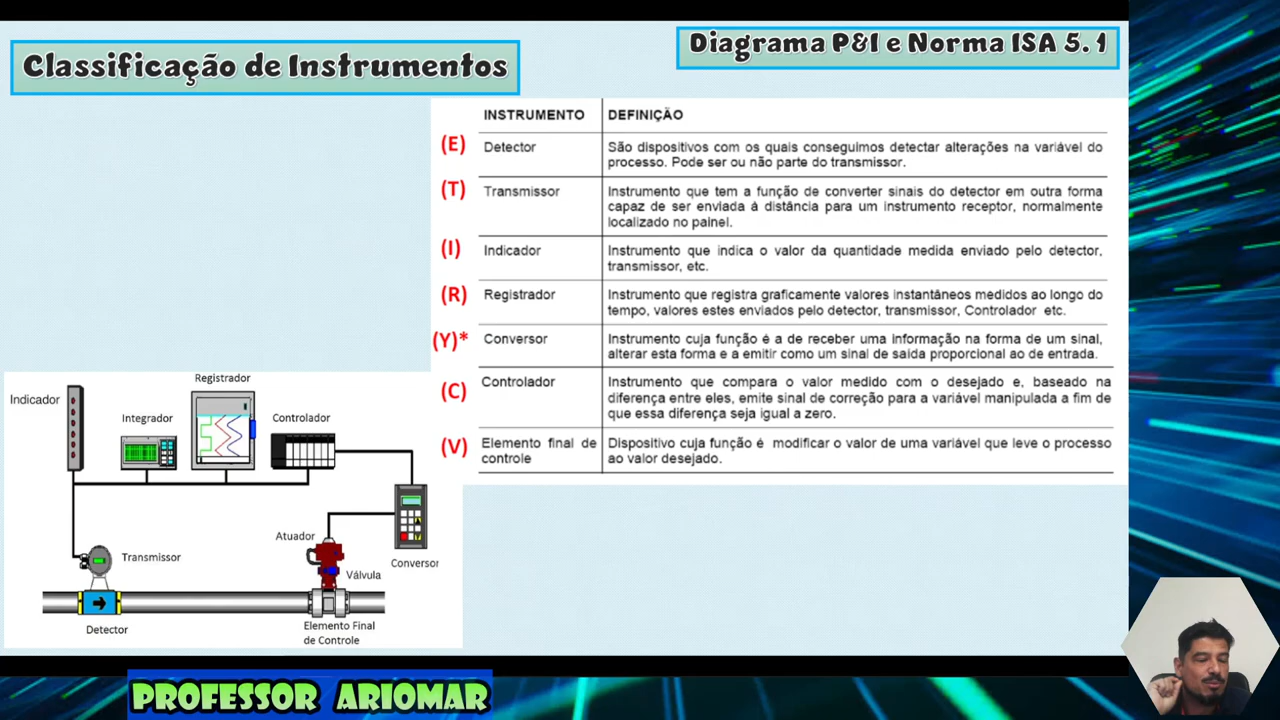 Classificação de Instrumentos
Diagrama P&I e Norma ISA 5.1
INSTRUMENTO DEFINIÇÃO
(E) Detector São dispositivos com os quais conseguimos detectar alterações na variável do
processo. Pode ser ou não parte do transmissor.
(T) Transmissor Instrumento que tem a função de converter sinais do detector em outra forma
capaz de ser enviada à distância para um instrumento receptor, normalmente
localizado no painel.
(I) Indicador Instrumento que indica o valor da quantidade medida enviado pelo detector,
transmissor, etc.
(R) Registrador Instrumento que registra graficamente valores instantâneos medidos ao longo do
tempo, valores estes enviados pelo detector, transmissor, Controlador etc.
(Y)* Conversor Instrumento cuja função é a de receber uma informação na forma de um sinal,
alterar esta forma e a emitir como um sinal de saída proporcional ao de entrada.
(C) Controlador Instrumento que compara o valor medido com o desejado e, baseado na
diferença entre eles, emite sinal de correção para a variável manipulada a fim de
que essa diferença seja igual a zero.
(V) Elemento final de Dispositivo cuja função é modificar o valor de uma variável que leve o processo
controle ao valor desejado.
Registrador
Indicador
Integrador
Controlador
Atuador
Transmissor
Conversor
Válvula
Detector
Elemento Final
de Controle
PROFESSOR ARIOMAR